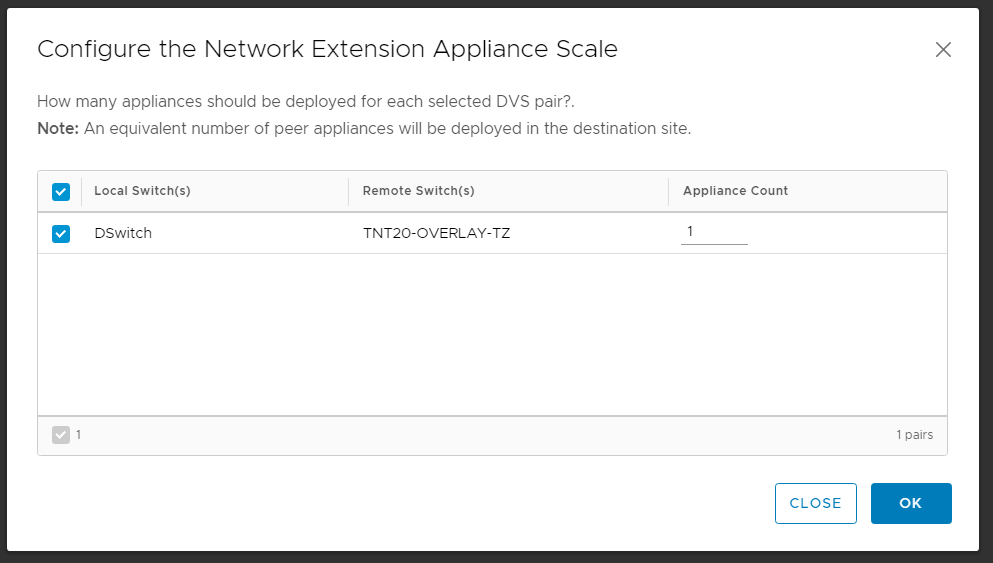 Configure the Network Extension Appliance Scale
How many appliances should be deployed for each selected DVS pair?.
Note: An equivalent number of peer appliances will be deployed in the destination site.
Local Switch(s) Remote Switch(s) Appliance Count
DSwitch TNT20-OVERLAY-TZ 1
1 1 pairs
CLOSE OK